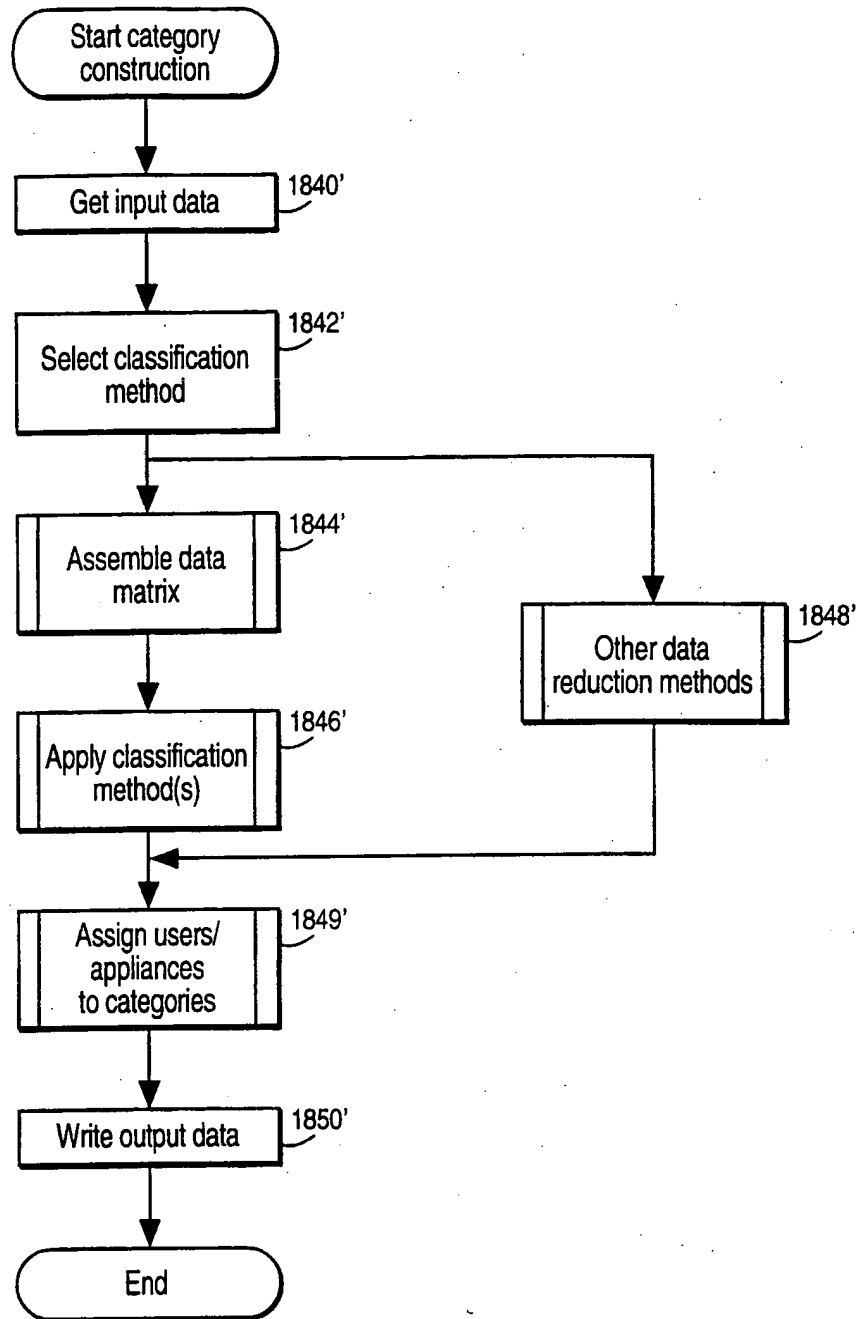 Start category
construction
Get input data
1840'
Select classification
method
1842'
Assemble data
matrix
1844'
Other data
reduction methods
1848'
Apply classification
method(s)
1846'
Assign users/
appliances
to categories
1849'
Write output data
1850'
End